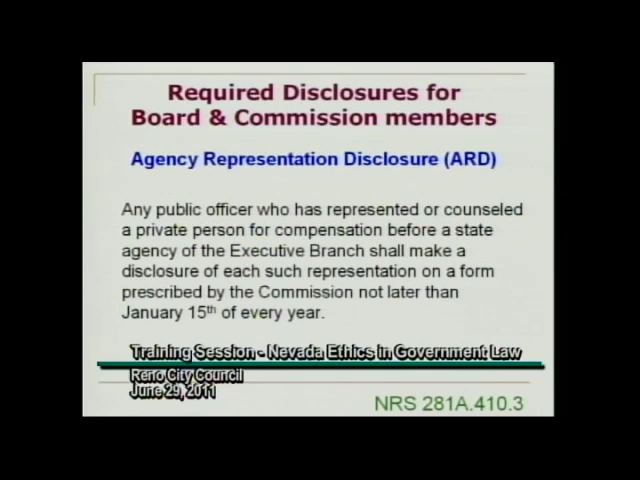 Required Disclosures for
Board & Commission members
Agency Representation Disclosure (ARD)
Any public officer who has represented or counseled
a private person for compensation before a state
agency of the Executive Branch shall make a
disclosure of each such representation on a form
prescribed by the Commission not later than
January 15th of every year.
Training Session - Nevada Ethics in Government Law
Reno City Council
June 29, 2011
NRS 281A.410.3